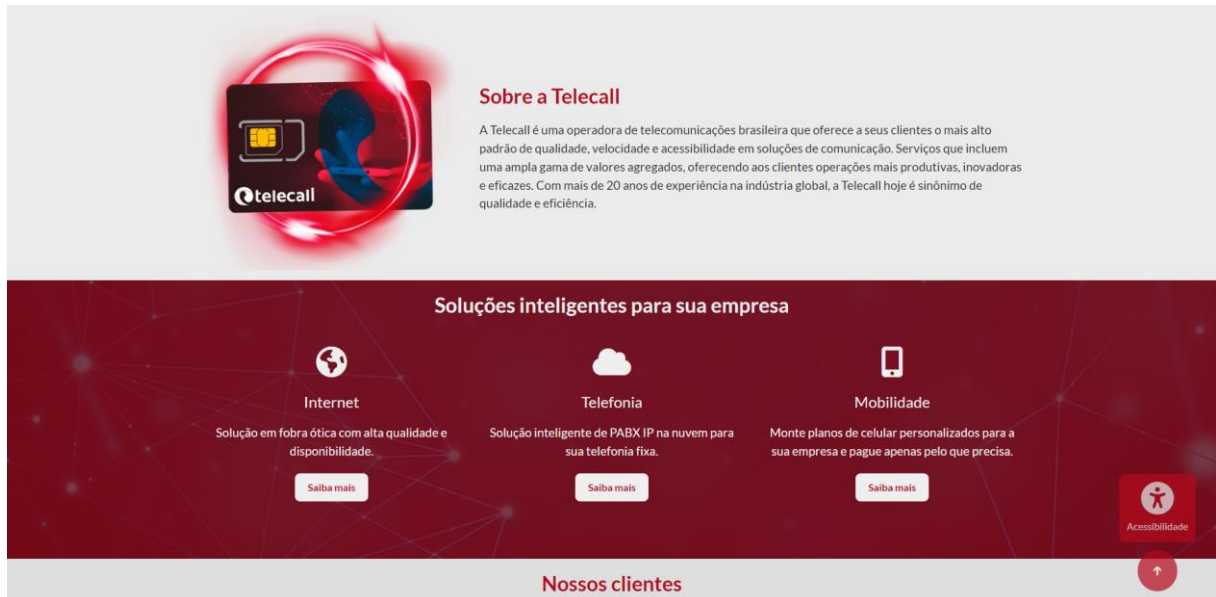 telecall
Sobre a Telecall
A Telecall é uma operadora de telecomunicações brasileira que oferece a seus clientes o mais alto
padrão de qualidade, velocidade e acessibilidade em soluções de comunicação. Serviços que incluem
uma ampla gama de valores agregados, oferecendo aos clientes operações mais produtivas, inovadoras
e eficazes. Com mais de 20 anos de experiência na indústria global, a Telecall hoje é sinônimo de
qualidade e eficiência.
Soluções inteligentes para sua empresa
Internet
Solução em fobra ótica com alta qualidade e
disponibilidade.
Saiba mais
Telefonia
Solução inteligente de PABX IP na nuvem para
sua telefonia fixa.
Saiba mais
Mobilidade
Monte planos de celular personalizados para a
sua empresa e pague apenas pelo que precisa.
Saiba mais
Acessibilidade
Nossos clientes